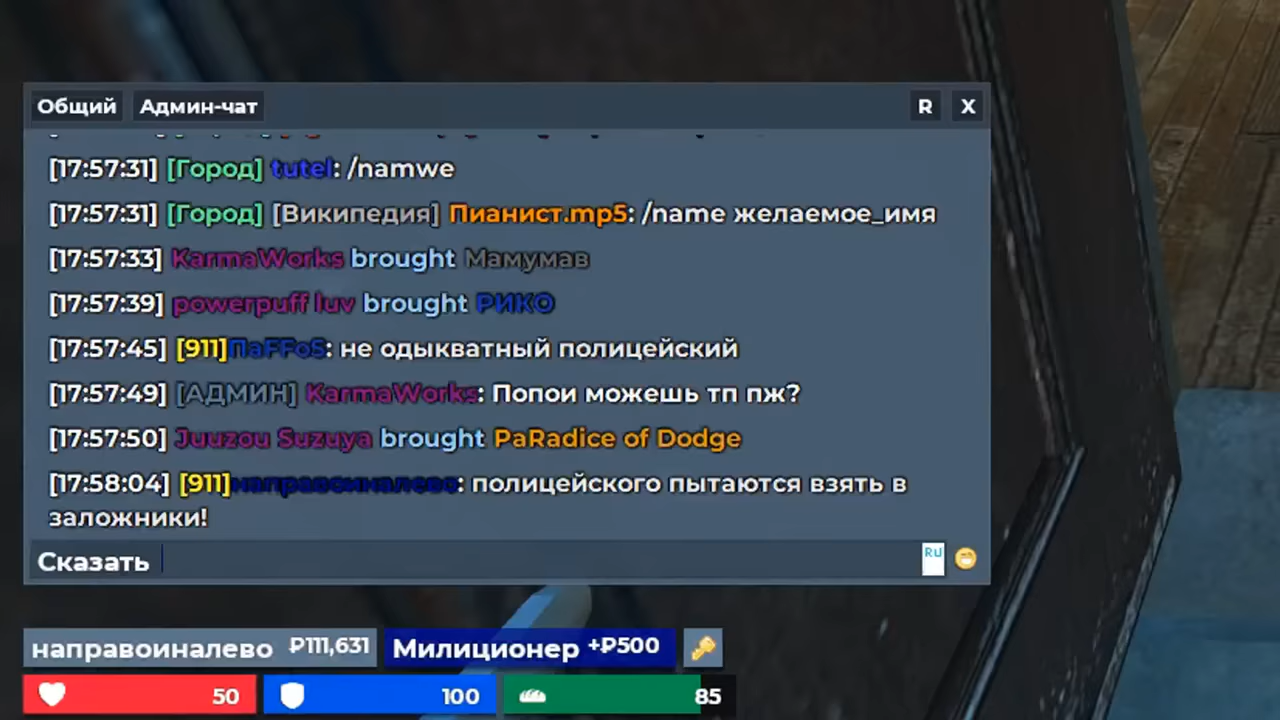 Общий Админ-чат R X
[17:57:31] [Город] tutel: /namwe
[17:57:31] [Город] [Википедия] Пианист.mp5: /name желаемое_имя
[17:57:33] KarmaWorks brought Мамумав
[17:57:39] powerpuff luv brought РИКО
[17:57:45] [911]ПаFFoS: не одыкватный полицейский
[17:57:49] [АДМИН] KarmaWorks: Попои можешь тп пж?
[17:57:50] Juuzou Suzuya brought PaRadice of Dodge
[17:58:04] [911]направоиналево: полицейского пытаются взять в
заложники!
Сказать RU
направоиналево ₽111,631 Милиционер +₽500
50 100 85